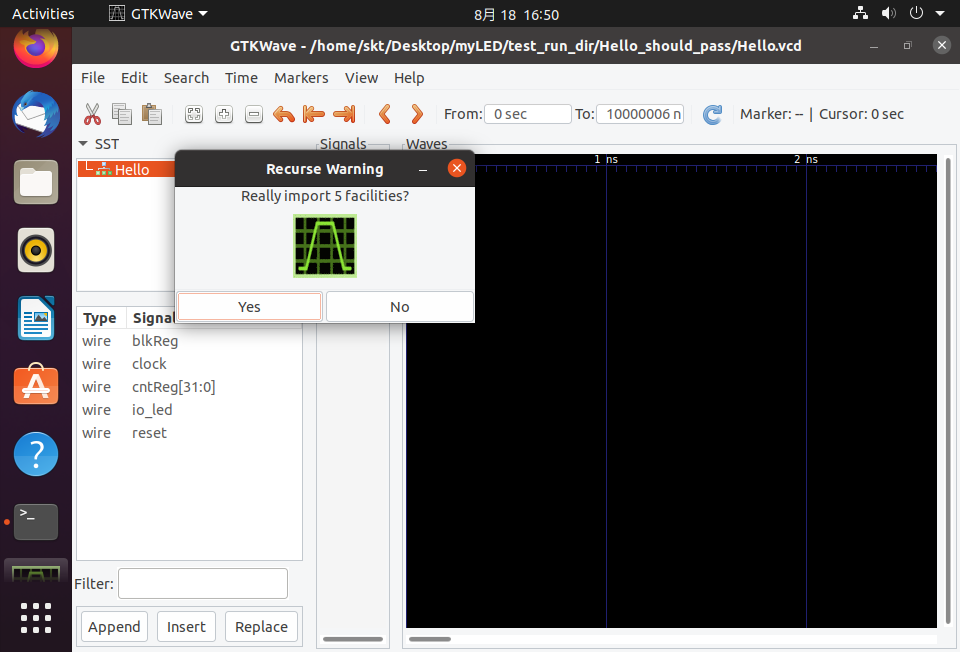 Activities GTKWave 8月 18 16:50
GTKWave - /home/skt/Desktop/myLED/test_run_dir/Hello_should_pass/Hello.vcd
File Edit Search Time Markers View Help
From: 0 sec To: 10000006 n Marker: -- | Cursor: 0 sec
SST
Signals
Waves
Hello
1 ns 2 ns
Recurse Warning
Really import 5 facilities?
Yes No
Type Signal
wire blkReg
wire clock
wire cntReg[31:0]
wire io_led
wire reset
Filter:
Append Insert Replace